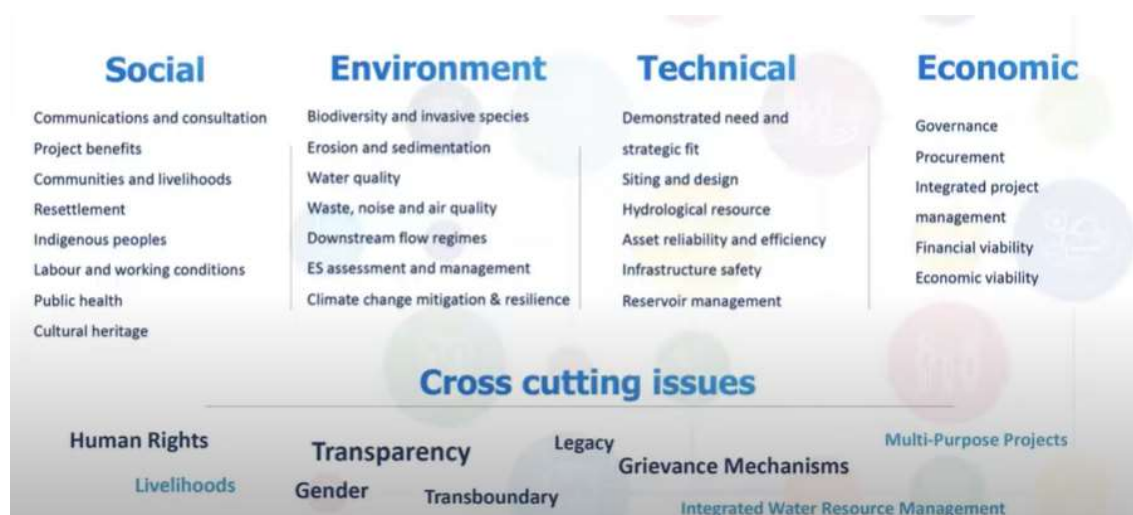 Social
Communications and consultation
Project benefits
Communities and livelihoods
Resettlement
Indigenous peoples
Labour and working conditions
Public health
Cultural heritage
Environment
Biodiversity and invasive species
Erosion and sedimentation
Water quality
Waste, noise and air quality
Downstream flow regimes
ES assessment and management
Climate change mitigation & resilience
Technical
Demonstrated need and
strategic fit
Siting and design
Hydrological resource
Asset reliability and efficiency
Infrastructure safety
Reservoir management
Economic
Governance
Procurement
Integrated project
management
Financial viability
Economic viability
Cross cutting issues
Human Rights
Transparency
Legacy
Multi-Purpose Projects
Grievance Mechanisms
Livelihoods
Gender
Transboundary
Integrated Water Resource Management